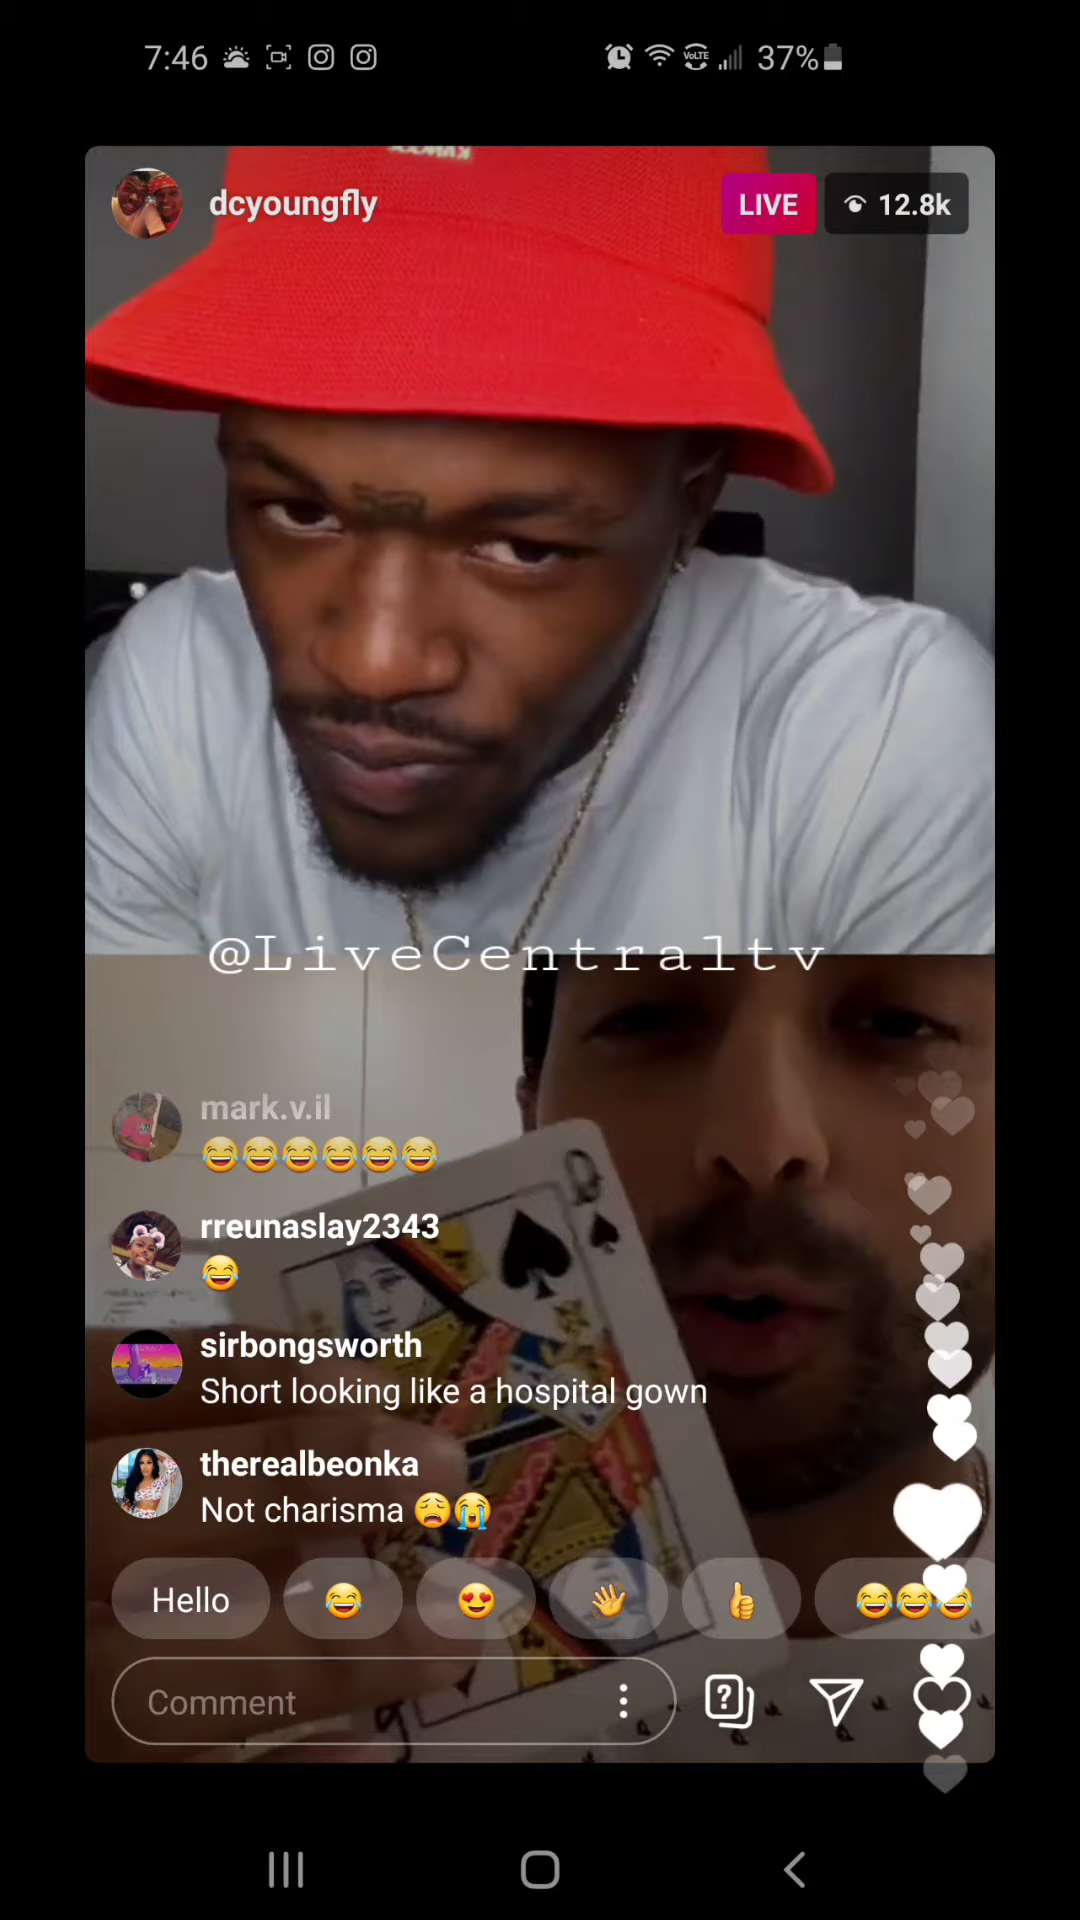 7:46
VoLTE
37%
dcyoungfly
LIVE
12.8k
@LiveCentraltv
mark.v.il
😂😂😂😂😂😂
rreunaslay2343
😂
sirbongsworth
Short looking like a hospital gown
therealbeonka
Not charisma 😩😭
Hello 😂 😍 👋 👍 😂😂😂
Comment
Q
Q